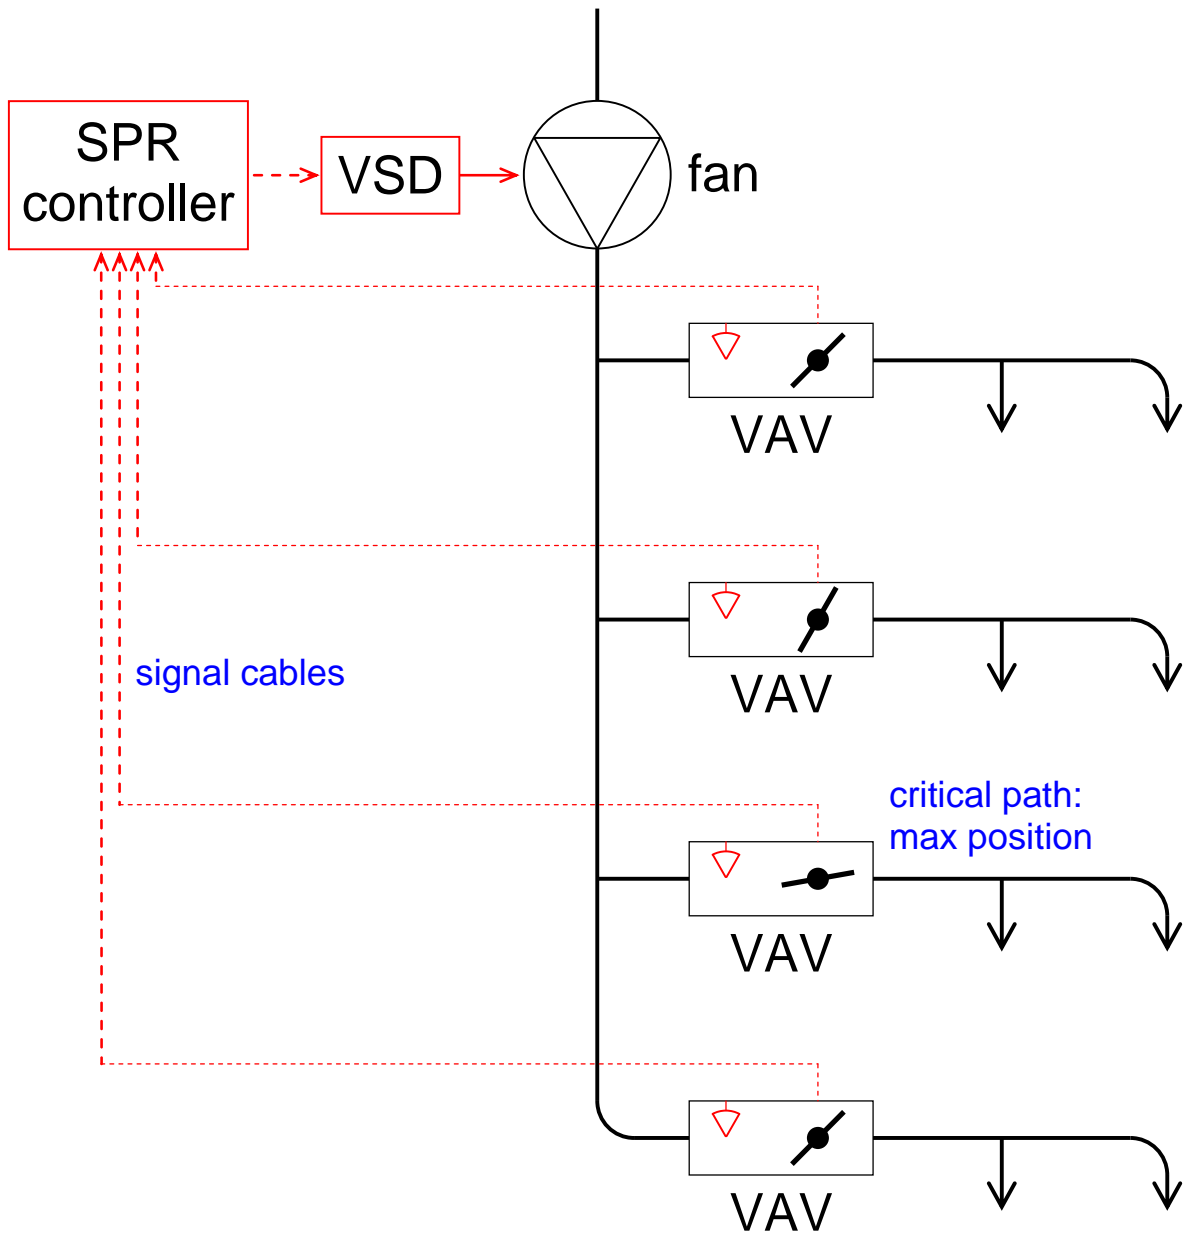 SPR
controller
VSD
fan
VAV
VAV
signal cables
critical path:
max position
VAV
VAV